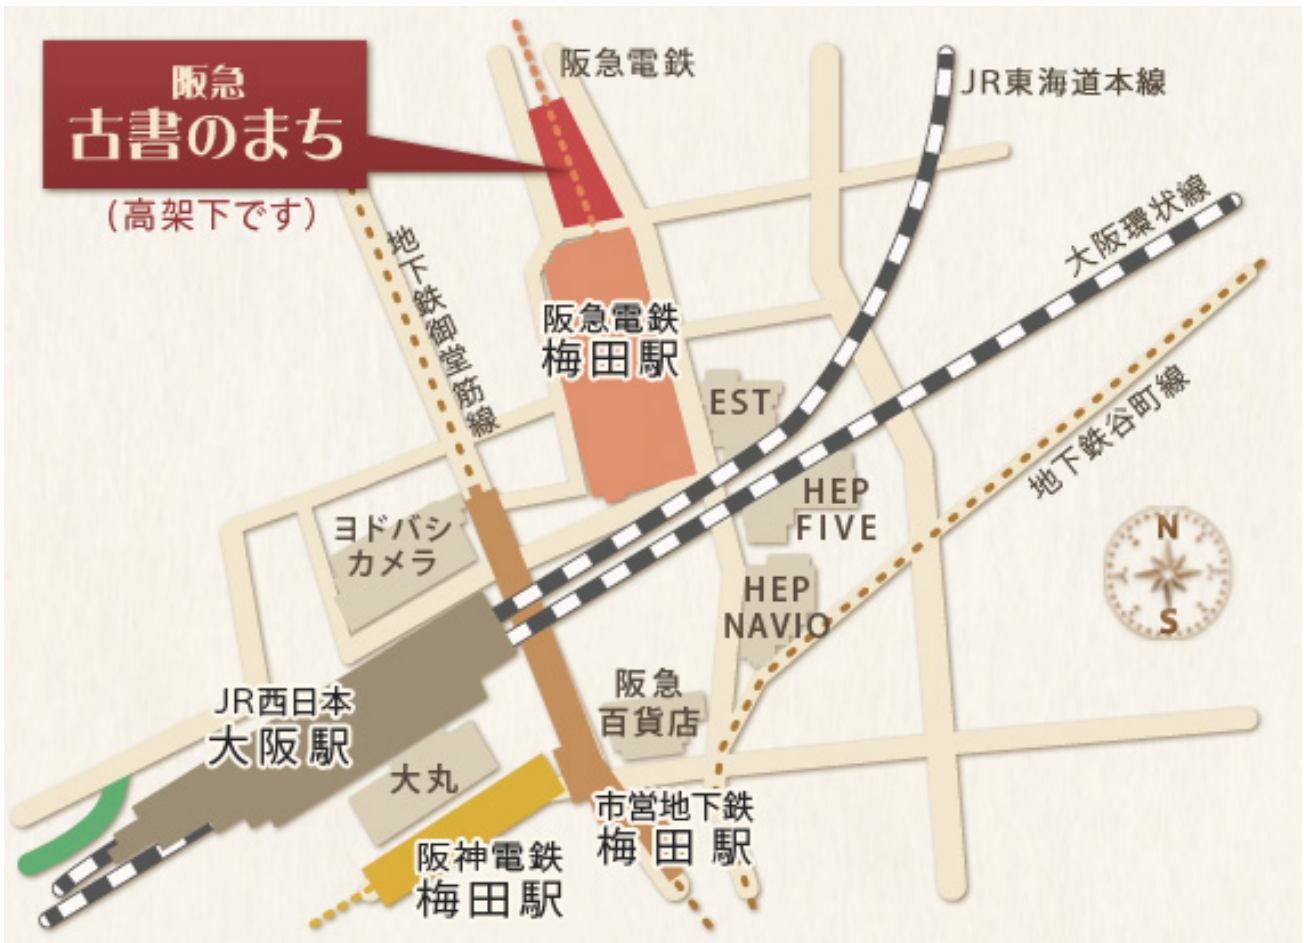 阪急
古書のまち
(高架下です)
阪急電鉄
JR東海道本線
大阪環状線
地下鉄御堂筋線
阪急電鉄
梅田駅
EST
地下鉄谷町線
HEP
FIVE
ヨドバシ
カメラ
N
S
HEP
NAVIO
阪急
百貨店
JR西日本
大阪駅
大丸
市営地下鉄
梅田駅
阪神電鉄
梅田駅